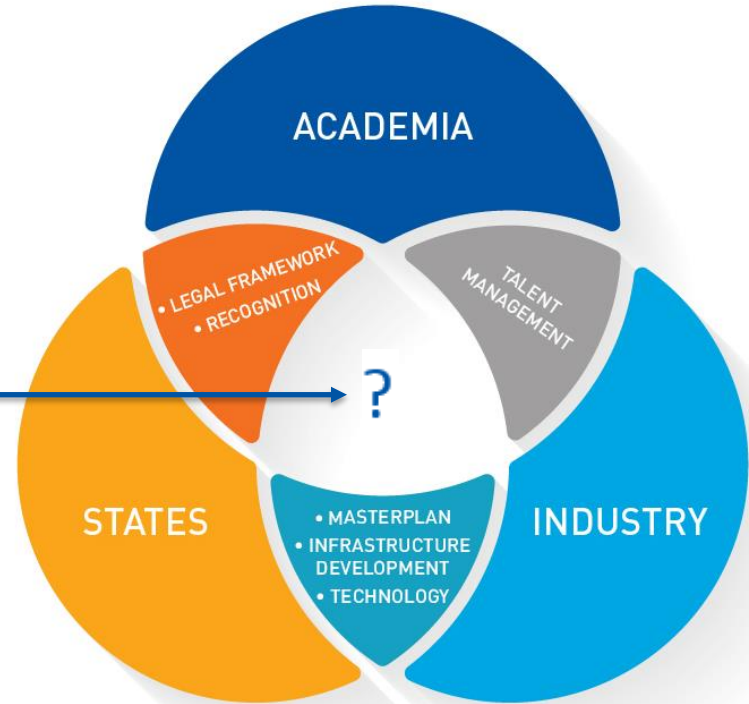 ACADEMIA
• LEGAL FRAMEWORK
• RECOGNITION
TALENT
MANAGEMENT
?
STATES
• MASTERPLAN
• INFRASTRUCTURE
DEVELOPMENT
• TECHNOLOGY
INDUSTRY